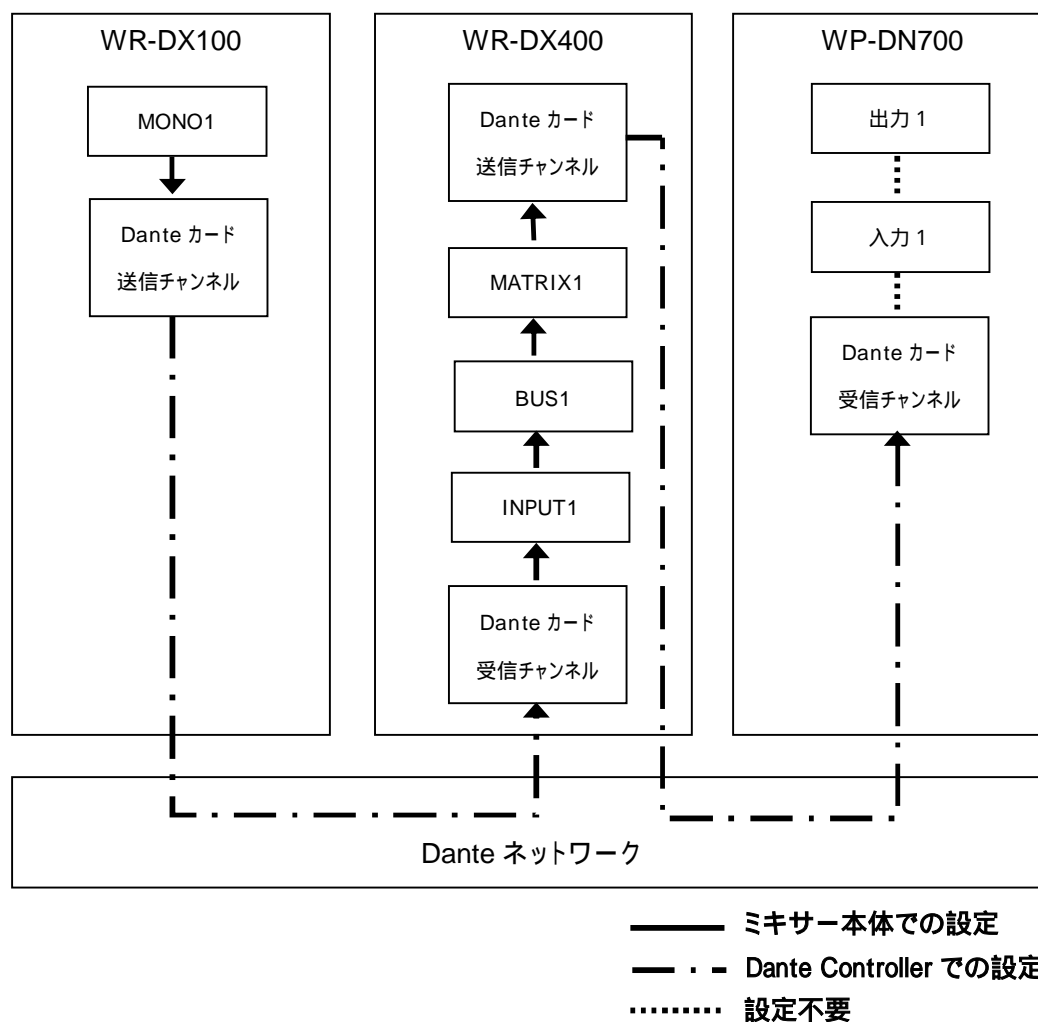 WR-DX100
MONO1
Dante カード
送信チャンネル
WR-DX400
Dante カード
送信チャンネル
MATRIX1
BUS1
INPUT1
Dante カード
受信チャンネル
WP-DN700
出力 1
入力 1
Dante カード
受信チャンネル
Dante ネットワーク
ミキサー本体での設定
Dante Controller での設定
設定不要